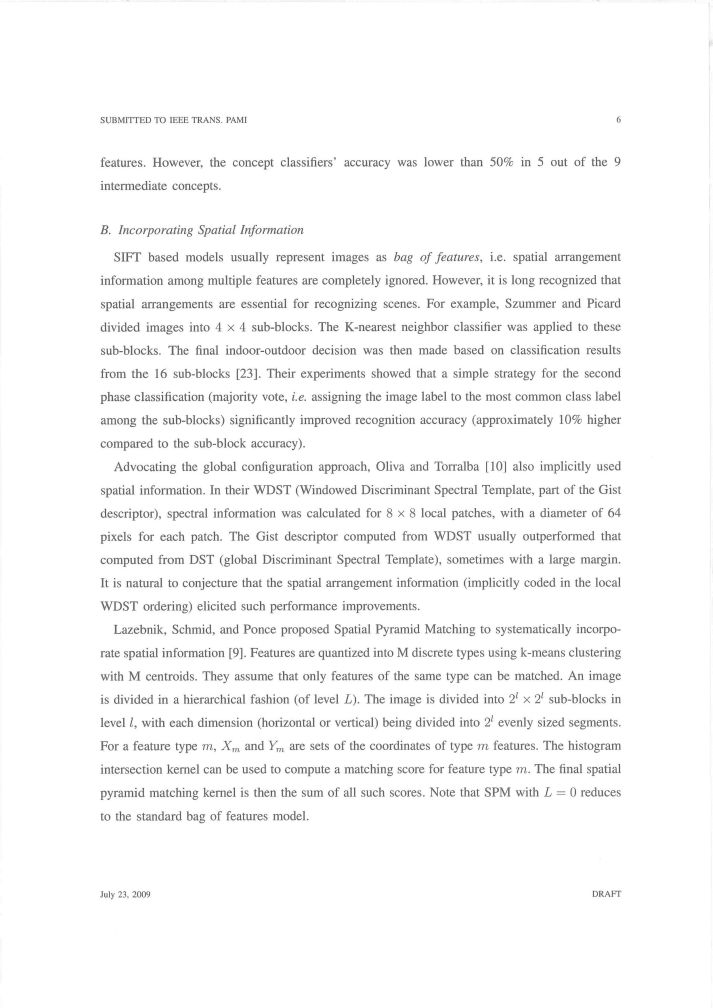 SUBMITTED TO IEEE TRANS. PAMI 6
features. However, the concept classifiers' accuracy was lower than 50% in 5 out of the 9
intermediate concepts.
B. Incorporating Spatial Information
SIFT based models usually represent images as bag of features, i.e. spatial arrangement
information among multiple features are completely ignored. However, it is long recognized that
spatial arrangements are essential for recognizing scenes. For example, Szummer and Picard
divided images into 4 × 4 sub-blocks. The K-nearest neighbor classifier was applied to these
sub-blocks. The final indoor-outdoor decision was then made based on classification results
from the 16 sub-blocks [23]. Their experiments showed that a simple strategy for the second
phase classification (majority vote, i.e. assigning the image label to the most common class label
among the sub-blocks) significantly improved recognition accuracy (approximately 10% higher
compared to the sub-block accuracy).
Advocating the global configuration approach, Oliva and Torralba [10] also implicitly used
spatial information. In their WDST (Windowed Discriminant Spectral Template, part of the Gist
descriptor), spectral information was calculated for 8 × 8 local patches, with a diameter of 64
pixels for each patch. The Gist descriptor computed from WDST usually outperformed that
computed from DST (global Discriminant Spectral Template), sometimes with a large margin.
It is natural to conjecture that the spatial arrangement information (implicitly coded in the local
WDST ordering) elicited such performance improvements.
Lazebnik, Schmid, and Ponce proposed Spatial Pyramid Matching to systematically incorpo-
rate spatial information [9]. Features are quantized into M discrete types using k-means clustering
with M centroids. They assume that only features of the same type can be matched. An image
is divided in a hierarchical fashion (of level L). The image is divided into 2^l × 2^l sub-blocks in
level l, with each dimension (horizontal or vertical) being divided into 2^l evenly sized segments.
For a feature type m, X_m and Y_m are sets of the coordinates of type m features. The histogram
intersection kernel can be used to compute a matching score for feature type m. The final spatial
pyramid matching kernel is then the sum of all such scores. Note that SPM with L = 0 reduces
to the standard bag of features model.
July 23, 2009 DRAFT